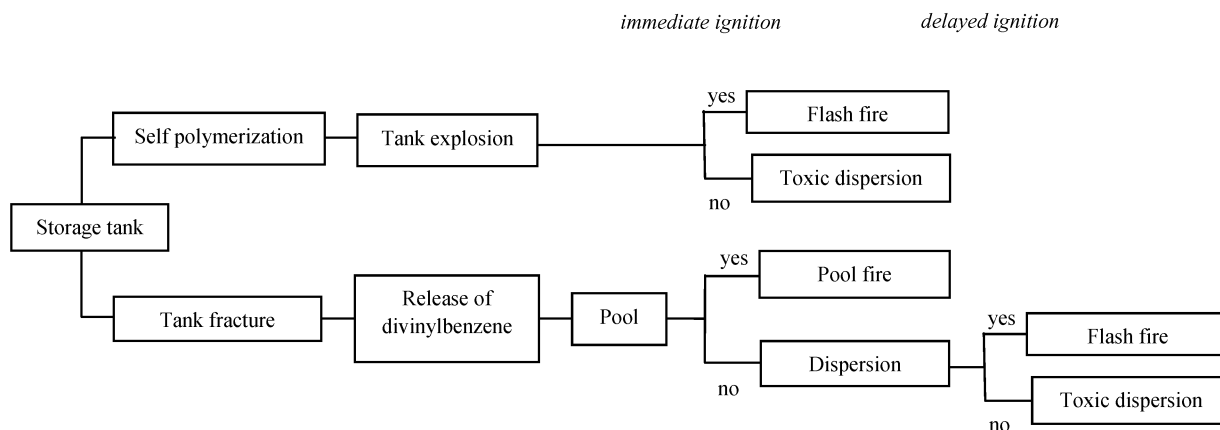 immediate ignition
delayed ignition
yes
Flash fire
Self polymerization
Tank explosion
Toxic dispersion
no
Storage tank
yes
Pool fire
Release of
divinylbenzene
Tank fracture
Pool
yes
Flash fire
Dispersion
no
Toxic dispersion
no